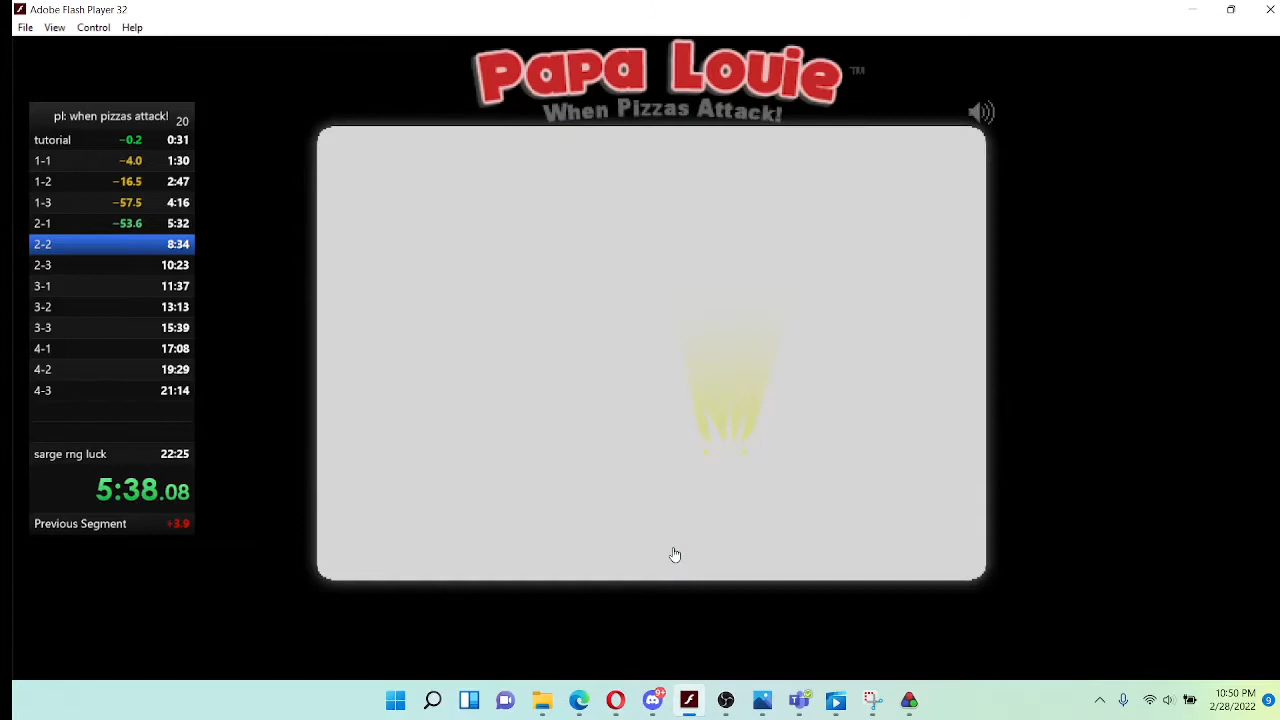 Adobe Flash Player 32
File View Control Help
Papa Louie™
When Pizzas Attack!
pl: when pizzas attack! 20
tutorial −0.2 0:31
1-1 −4.0 1:30
1-2 −16.5 2:47
1-3 −57.5 4:16
2-1 −53.6 5:32
2-2 8:34
2-3 10:23
3-1 11:37
3-2 13:13
3-3 15:39
4-1 17:08
4-2 19:29
4-3 21:14
sarge rng luck 22:25
5:38.08
Previous Segment +3.9
9+
10:50 PM
2/28/2022
9